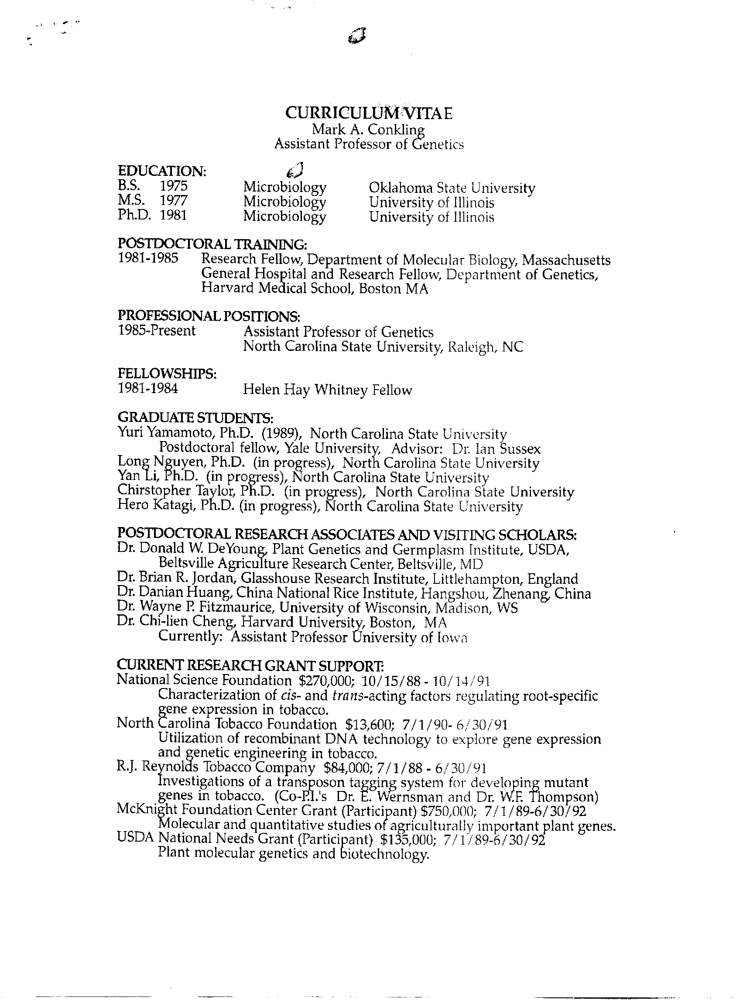 CURRICULUM VITAE
Mark A. Conkling
Assistant Professor of Genetics
EDUCATION:
B.S. 1975 Microbiology Oklahoma State University
M.S. 1977 Microbiology University of Illinois
Ph.D. 1981 Microbiology University of Illinois
POSTDOCTORAL TRAINING:
1981-1985 Research Fellow, Department of Molecular Biology, Massachusetts
General Hospital and Research Fellow, Department of Genetics,
Harvard Medical School, Boston MA
PROFESSIONAL POSITIONS:
1985-Present Assistant Professor of Genetics
North Carolina State University, Raleigh, NC
FELLOWSHIPS:
1981-1984 Helen Hay Whitney Fellow
GRADUATE STUDENTS:
Yuri Yamamoto, Ph.D. (1989), North Carolina State University
Postdoctoral fellow, Yale University, Advisor: Dr. Ian Sussex
Long Nguyen, Ph.D. (in progress), North Carolina State University
Yan Li, Ph.D. (in progress), North Carolina State University
Chirstopher Taylor, Ph.D. (in progress), North Carolina State University
Hero Katagi, Ph.D. (in progress), North Carolina State University
POSTDOCTORAL RESEARCH ASSOCIATES AND VISITING SCHOLARS:
Dr. Donald W. DeYoung, Plant Genetics and Germplasm Institute, USDA,
Beltsville Agriculture Research Center, Beltsville, MD
Dr. Brian R. Jordan, Glasshouse Research Institute, Littlehampton, England
Dr. Danian Huang, China National Rice Institute, Hangshou, Zhenang, China
Dr. Wayne P. Fitzmaurice, University of Wisconsin, Madison, WS
Dr. Chi-lien Cheng, Harvard University, Boston, MA
Currently: Assistant Professor University of Iowa
CURRENT RESEARCH GRANT SUPPORT:
National Science Foundation $270,000; 10/15/88 - 10/14/91
Characterization of cis- and trans-acting factors regulating root-specific
gene expression in tobacco.
North Carolina Tobacco Foundation $13,600; 7/1/90- 6/30/91
Utilization of recombinant DNA technology to explore gene expression
and genetic engineering in tobacco.
R.J. Reynolds Tobacco Company $84,000; 7/1/88 - 6/30/91
Investigations of a transposon tagging system for developing mutant
genes in tobacco. (Co-P.I.'s Dr. E. Wernsman and Dr. W.F. Thompson)
McKnight Foundation Center Grant (Participant) $750,000; 7/1/89-6/30/92
Molecular and quantitative studies of agriculturally important plant genes.
USDA National Needs Grant (Participant) $135,000; 7/1/89-6/30/92
Plant molecular genetics and biotechnology.